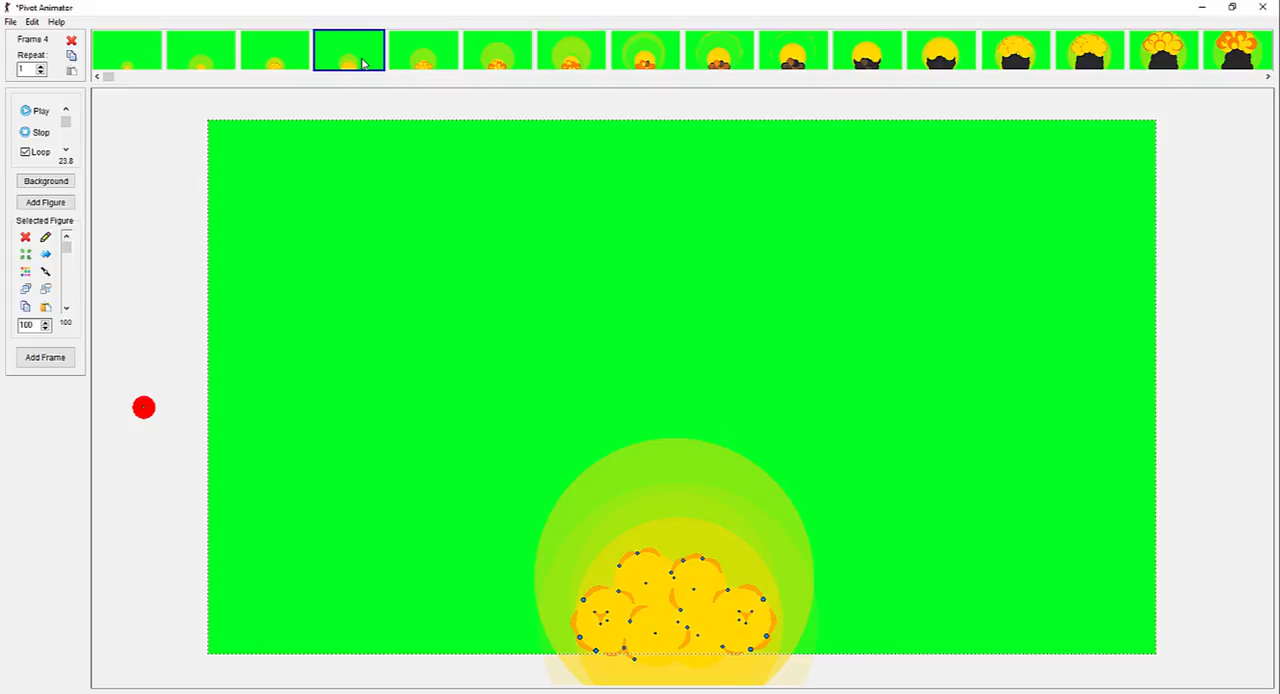 *Pivot Animator
File Edit Help
Frame 4
Repeat:
1
Play
Stop
Loop
23.8
Background
Add Figure
Selected Figure
100
100
Add Frame